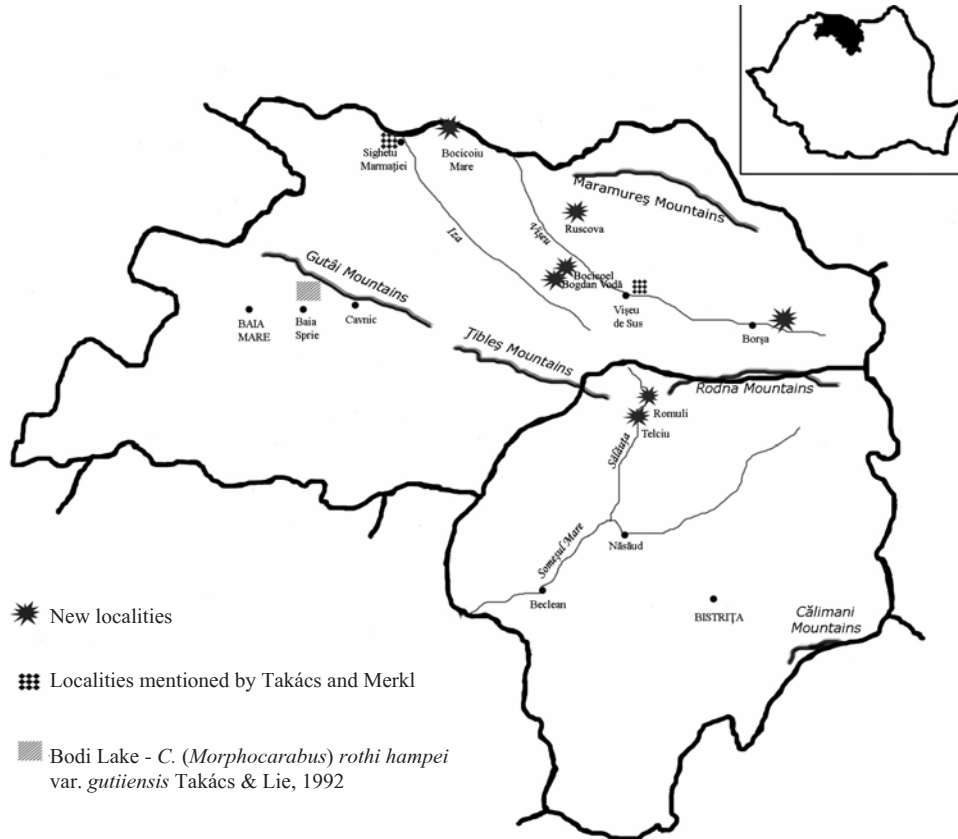 Sighetu
Marmației
Bocicoiu
Mare
Maramureș Mountains
Ruscova
Iza
Vișeu
Bocicoel
Bogdan Vodă
Gutâi Mountains
BAIA
MARE
Baia
Sprie
Cavnic
Vișeu
de Sus
Borșa
Țibleș Mountains
Rodna Mountains
Romuli
Telciu
Sălăuța
Someșul Mare
Năsăud
Beclean
BISTRIȚA
Călimani
Mountains
New localities
Localities mentioned by Takács and Merkl
Bodi Lake - C. (Morphocarabus) rothi hampei
var. gutiiensis Takács & Lie, 1992